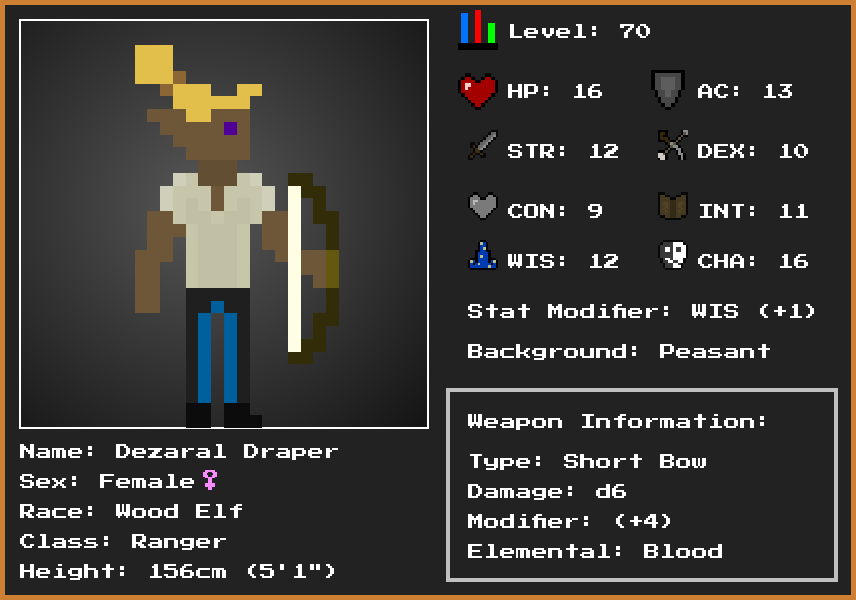 Level: 70
HP: 16
AC: 13
STR: 12
DEX: 10
CON: 9
INT: 11
WIS: 12
CHA: 16
Stat Modifier: WIS (+1)
Background: Peasant
Weapon Information:
Type: Short Bow
Damage: d6
Modifier: (+4)
Elemental: Blood
Name: Dezaral Draper
Sex: Female♀
Race: Wood Elf
Class: Ranger
Height: 156cm (5'1")